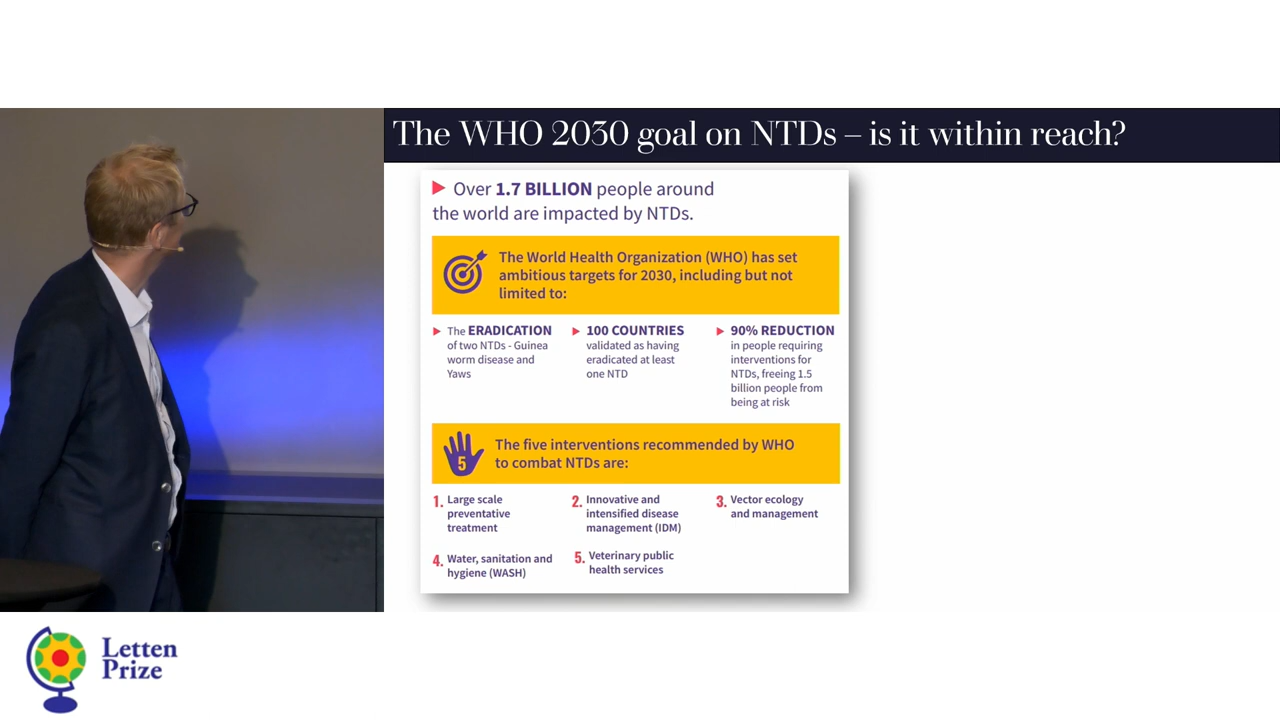 The WHO 2030 goal on NTDs – is it within reach?
Over 1.7 BILLION people around
the world are impacted by NTDs.
The World Health Organization (WHO) has set
ambitious targets for 2030, including but not
limited to:
The ERADICATION
of two NTDs - Guinea
worm disease and
Yaws
100 COUNTRIES
validated as having
eradicated at least
one NTD
90% REDUCTION
in people requiring
interventions for
NTDs, freeing 1.5
billion people from
being at risk
5
The five interventions recommended by WHO
to combat NTDs are:
1. Large scale
preventative
treatment
2. Innovative and
intensified disease
management (IDM)
3. Vector ecology
and management
4. Water, sanitation and
hygiene (WASH)
5. Veterinary public
health services
Letten
Prize